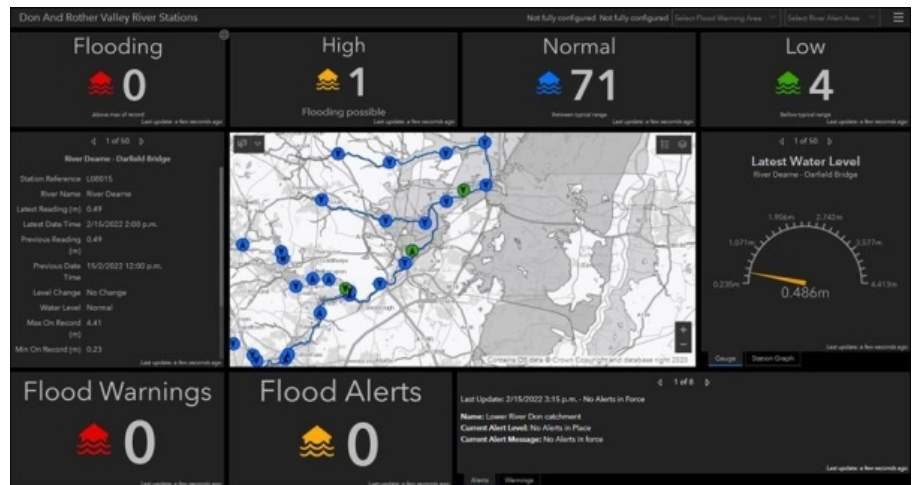 Don And Rother Valley River Stations
Not fully configured Not fully configured Select Flood Warning Area Select River Alert Area
Flooding
0
Above max of record
Last update: a few seconds ago
High
1
Flooding possible
Last update: a few seconds ago
Normal
71
Between typical range
Last update: a few seconds ago
Low
4
Below typical range
Last update: a few seconds ago
1 of 50
River Dearne - Darfield Bridge
Station Reference L08015
River Name River Dearne
Latest Reading (m) 0.49
Latest Date Time 2/15/2022 2:00 p.m.
Previous Reading 0.49
(m)
Previous Date 15/2/2022 12:00 p.m.
Time
Level Change No Change
Water Level Normal
Max On Record 4.41
(m)
Min On Record (m) 0.23
Last update: a few seconds ago
+
−
Contains OS data © Crown Copyright and database right 2020
1 of 50
Latest Water Level
River Dearne - Darfield Bridge
1.906m 2.742m
1.071m 3.577m
0.235m 4.413m
0.486m
Last update: a few seconds ago
Gauge Station Graph
Flood Warnings
0
Last update: a few seconds ago
Flood Alerts
0
Last update: a few seconds ago
1 of 8
Last Update: 2/15/2022 3:15 p.m. - No Alerts in Force
Name: Lower River Don catchment
Current Alert Level: No Alerts in Place
Current Alert Message: No Alerts in force
Last update: a few seconds ago
Alerts Warnings